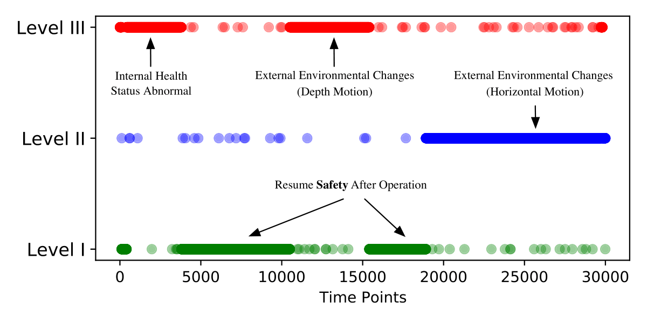 Level III
Internal Health
Status Abnormal
External Environmental Changes
(Depth Motion)
External Environmental Changes
(Horizontal Motion)
Level II
Resume Safety After Operation
Level I
0 5000 10000 15000 20000 25000 30000
Time Points